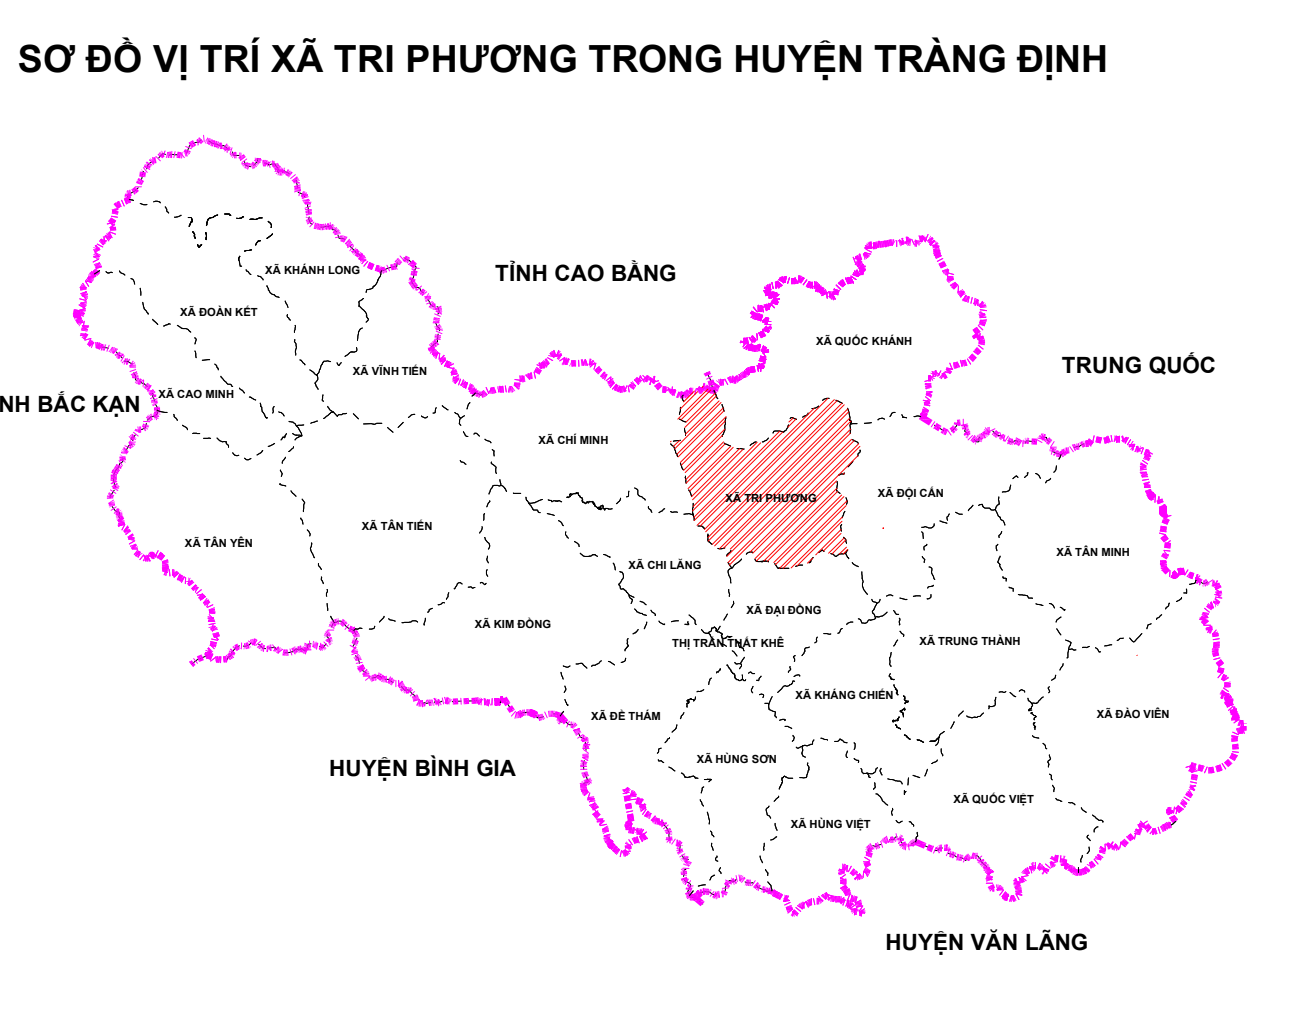 SƠ ĐỒ VỊ TRÍ XÃ TRI PHƯƠNG TRONG HUYỆN TRÀNG ĐỊNH
XÃ KHÁNH LONG
TỈNH CAO BẰNG
XÃ ĐOÀN KẾT
XÃ QUỐC KHÁNH
XÃ VĨNH TIẾN
TRUNG QUỐC
XÃ CAO MINH
NH BẮC KẠN
XÃ CHÍ MINH
XÃ TRI PHƯƠNG
XÃ ĐỘI CẤN
XÃ TÂN TIẾN
XÃ TÂN YÊN
XÃ TÂN MINH
XÃ CHI LĂNG
XÃ ĐẠI ĐỒNG
XÃ KIM ĐỒNG
THỊ TRẤN THẤT KHÊ
XÃ TRUNG THÀNH
XÃ KHÁNG CHIẾN
XÃ ĐỀ THÁM
XÃ ĐÀO VIÊN
XÃ HÙNG SƠN
HUYỆN BÌNH GIA
XÃ QUỐC VIỆT
XÃ HÙNG VIỆT
HUYỆN VĂN LÃNG